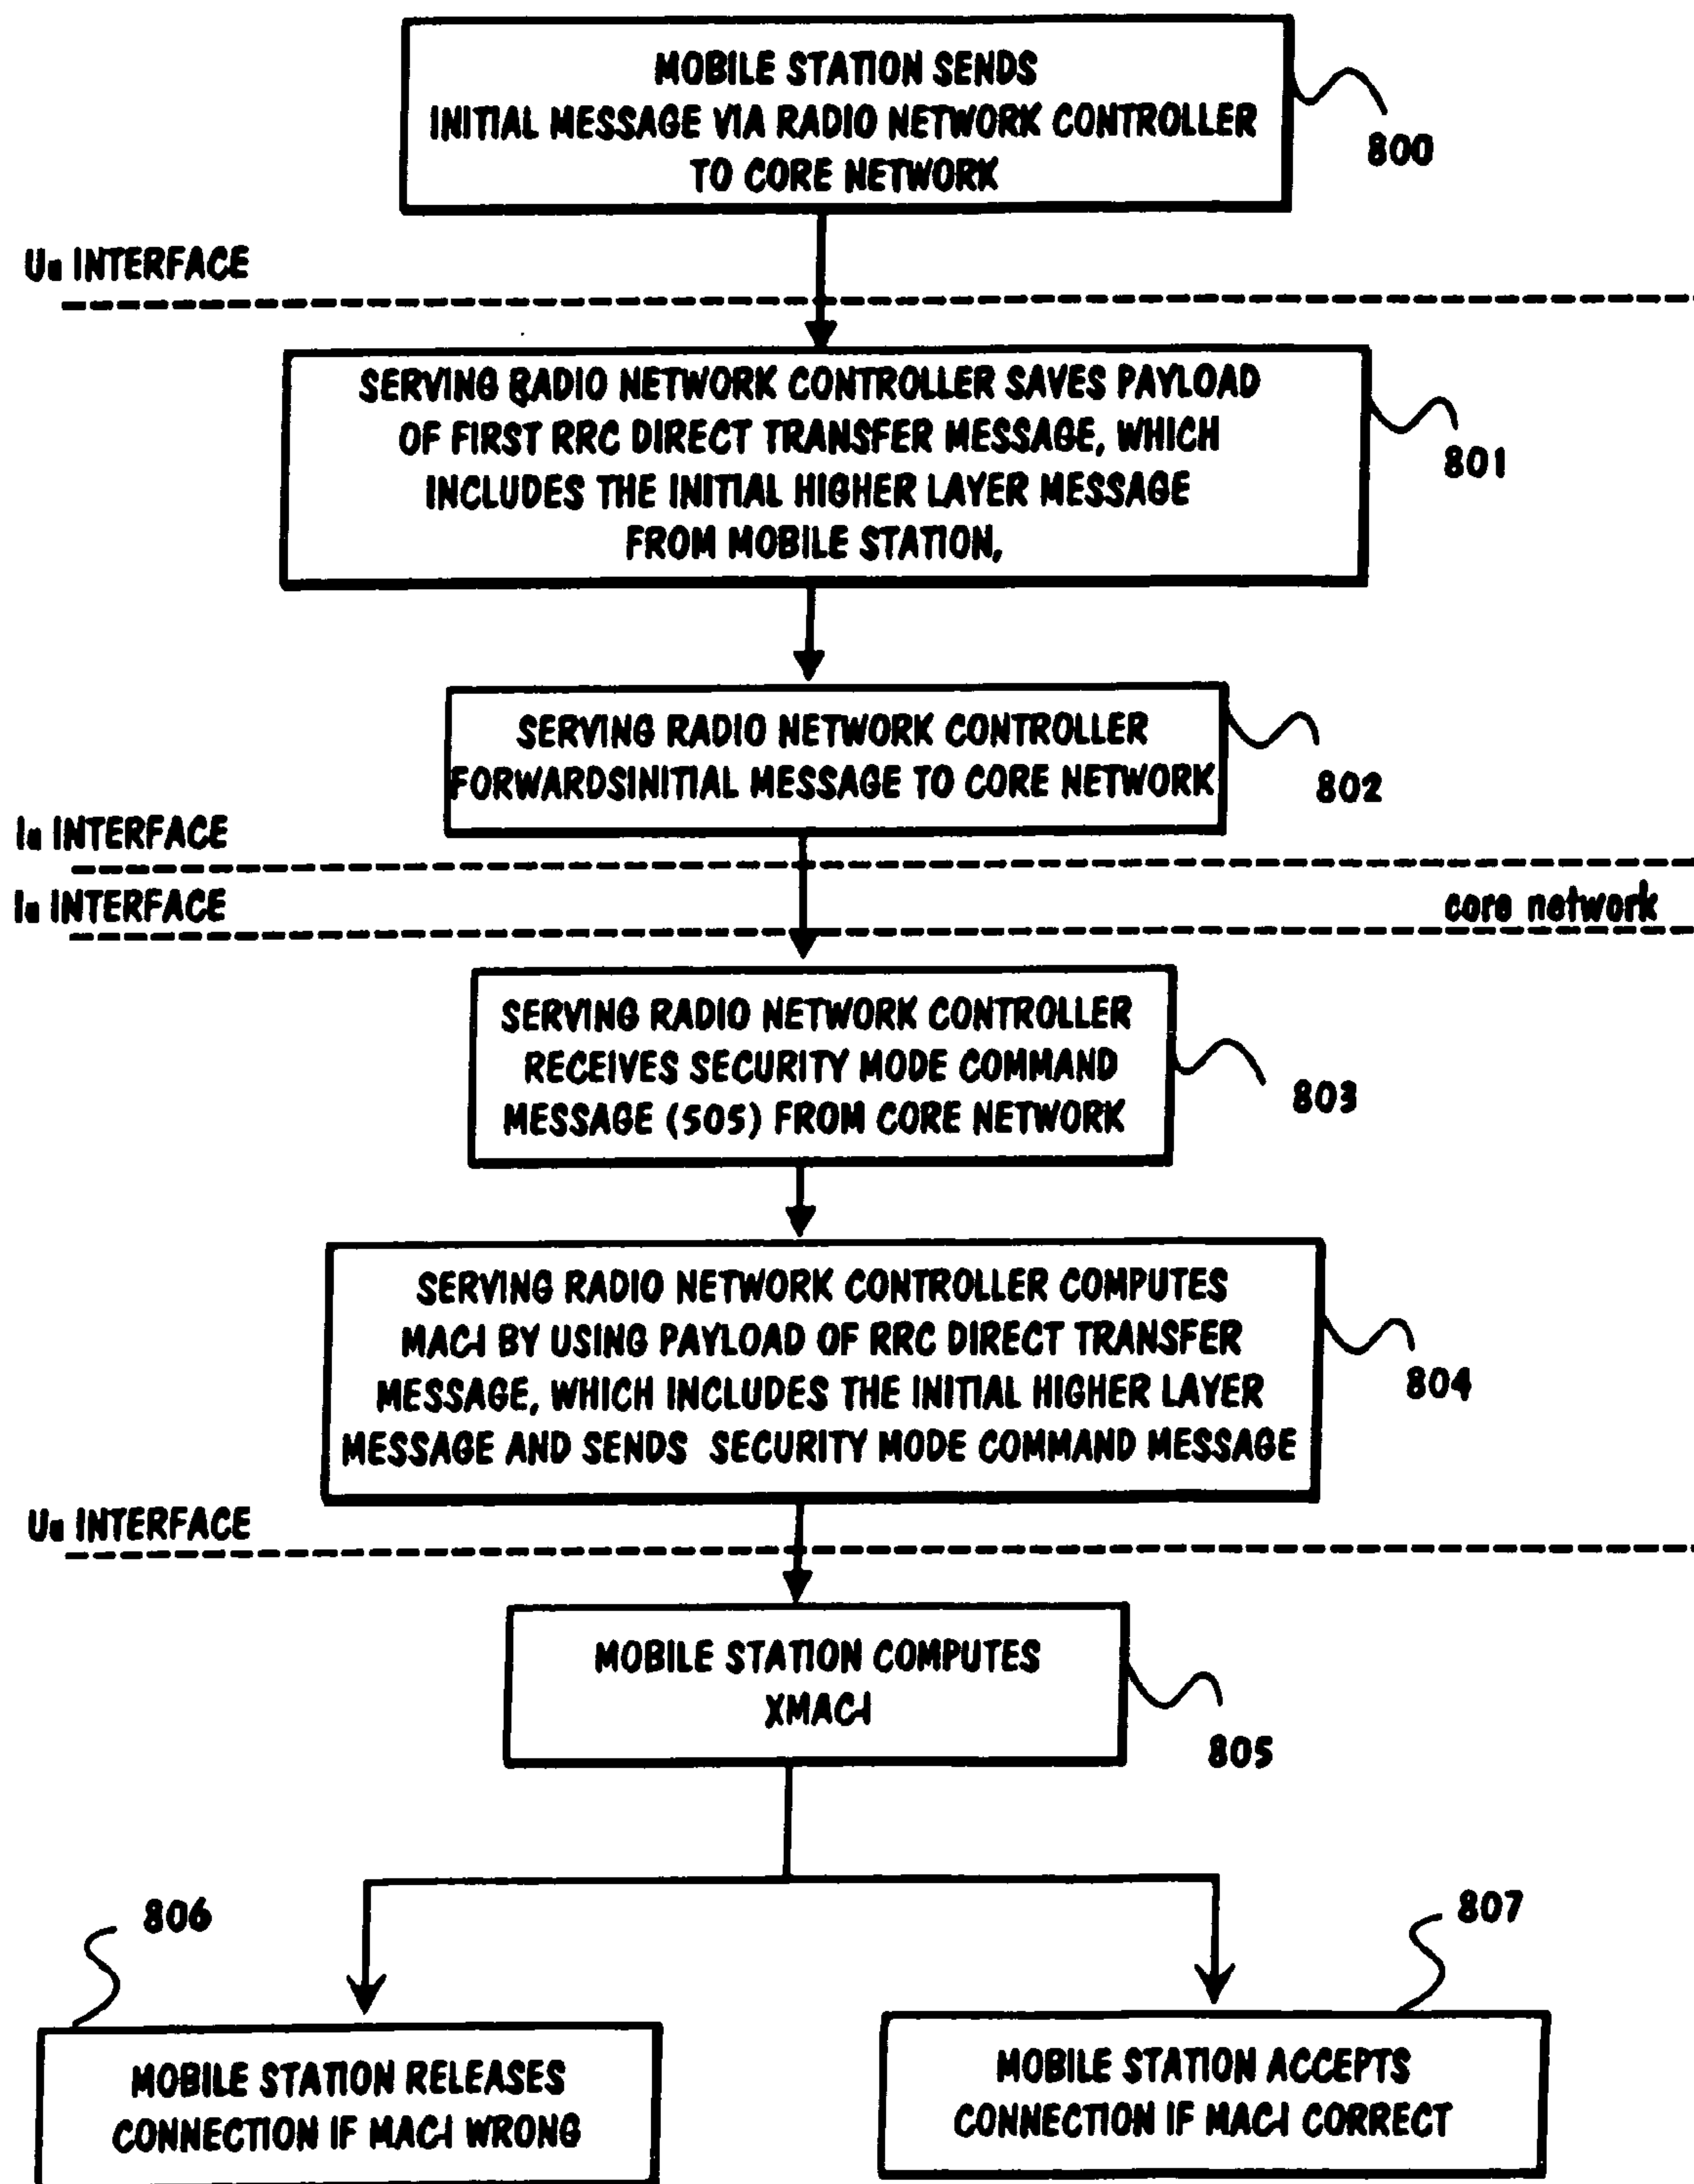 MOBILE STATION SENDS
INITIAL MESSAGE VIA RADIO NETWORK CONTROLLER
TO CORE NETWORK
800
Uu INTERFACE
SERVING RADIO NETWORK CONTROLLER SAVES PAYLOAD
OF FIRST RRC DIRECT TRANSFER MESSAGE, WHICH
INCLUDES THE INITIAL HIGHER LAYER MESSAGE
FROM MOBILE STATION,
801
SERVING RADIO NETWORK CONTROLLER
FORWARDSINITIAL MESSAGE TO CORE NETWORK
802
Iu INTERFACE
Iu INTERFACE
core network
SERVING RADIO NETWORK CONTROLLER
RECEIVES SECURITY MODE COMMAND
MESSAGE (505) FROM CORE NETWORK
803
SERVING RADIO NETWORK CONTROLLER COMPUTES
MAC-I BY USING PAYLOAD OF RRC DIRECT TRANSFER
MESSAGE, WHICH INCLUDES THE INITIAL HIGHER LAYER
MESSAGE AND SENDS SECURITY MODE COMMAND MESSAGE
804
Uu INTERFACE
MOBILE STATION COMPUTES
XMAC-I
805
806
807
MOBILE STATION RELEASES
CONNECTION IF MAC-I WRONG
MOBILE STATION ACCEPTS
CONNECTION IF MAC-I CORRECT